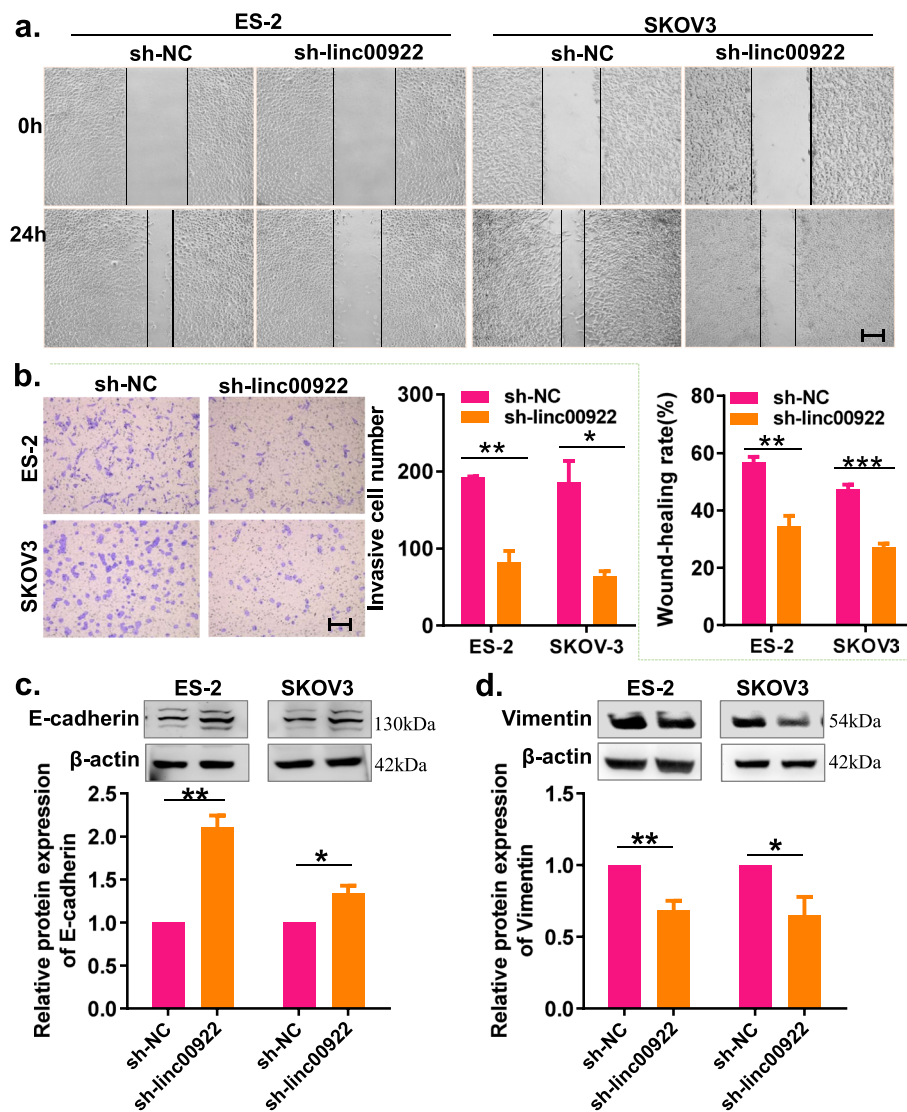 a.
ES-2
SKOV3
sh-NC
sh-linc00922
sh-NC
sh-linc00922
0h
24h
b.
sh-NC
sh-linc00922
ES-2
SKOV3
Invasive cell number
300
200
100
0
sh-NC
sh-linc00922
**
*
ES-2
SKOV-3
Wound-healing rate(%)
80
60
40
20
0
sh-NC
sh-linc00922
**
***
ES-2
SKOV3
c.
ES-2
SKOV3
E-cadherin
130kDa
β-actin
42kDa
Relative protein expression
of E-cadherin
2.5
2.0
1.5
1.0
0.5
0.0
**
*
sh-NC
sh-linc00922
sh-NC
sh-linc00922
d.
ES-2
SKOV3
Vimentin
54kDa
β-actin
42kDa
Relative protein expression
of Vimentin
1.5
1.0
0.5
0.0
**
*
sh-NC
sh-linc00922
sh-NC
sh-linc00922